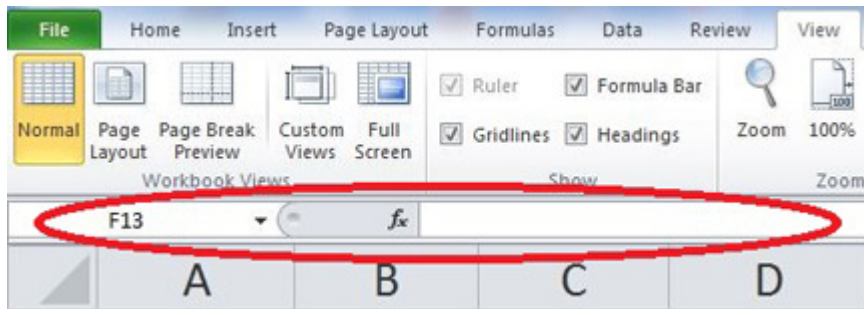 File Home Insert Page Layout Formulas Data Review View
Ruler Formula Bar
Normal Page Layout Page Break Preview Custom Views Full Screen Gridlines Headings Zoom 100%
100
Workbook Views Show Zoom
F13 fx
A B C D